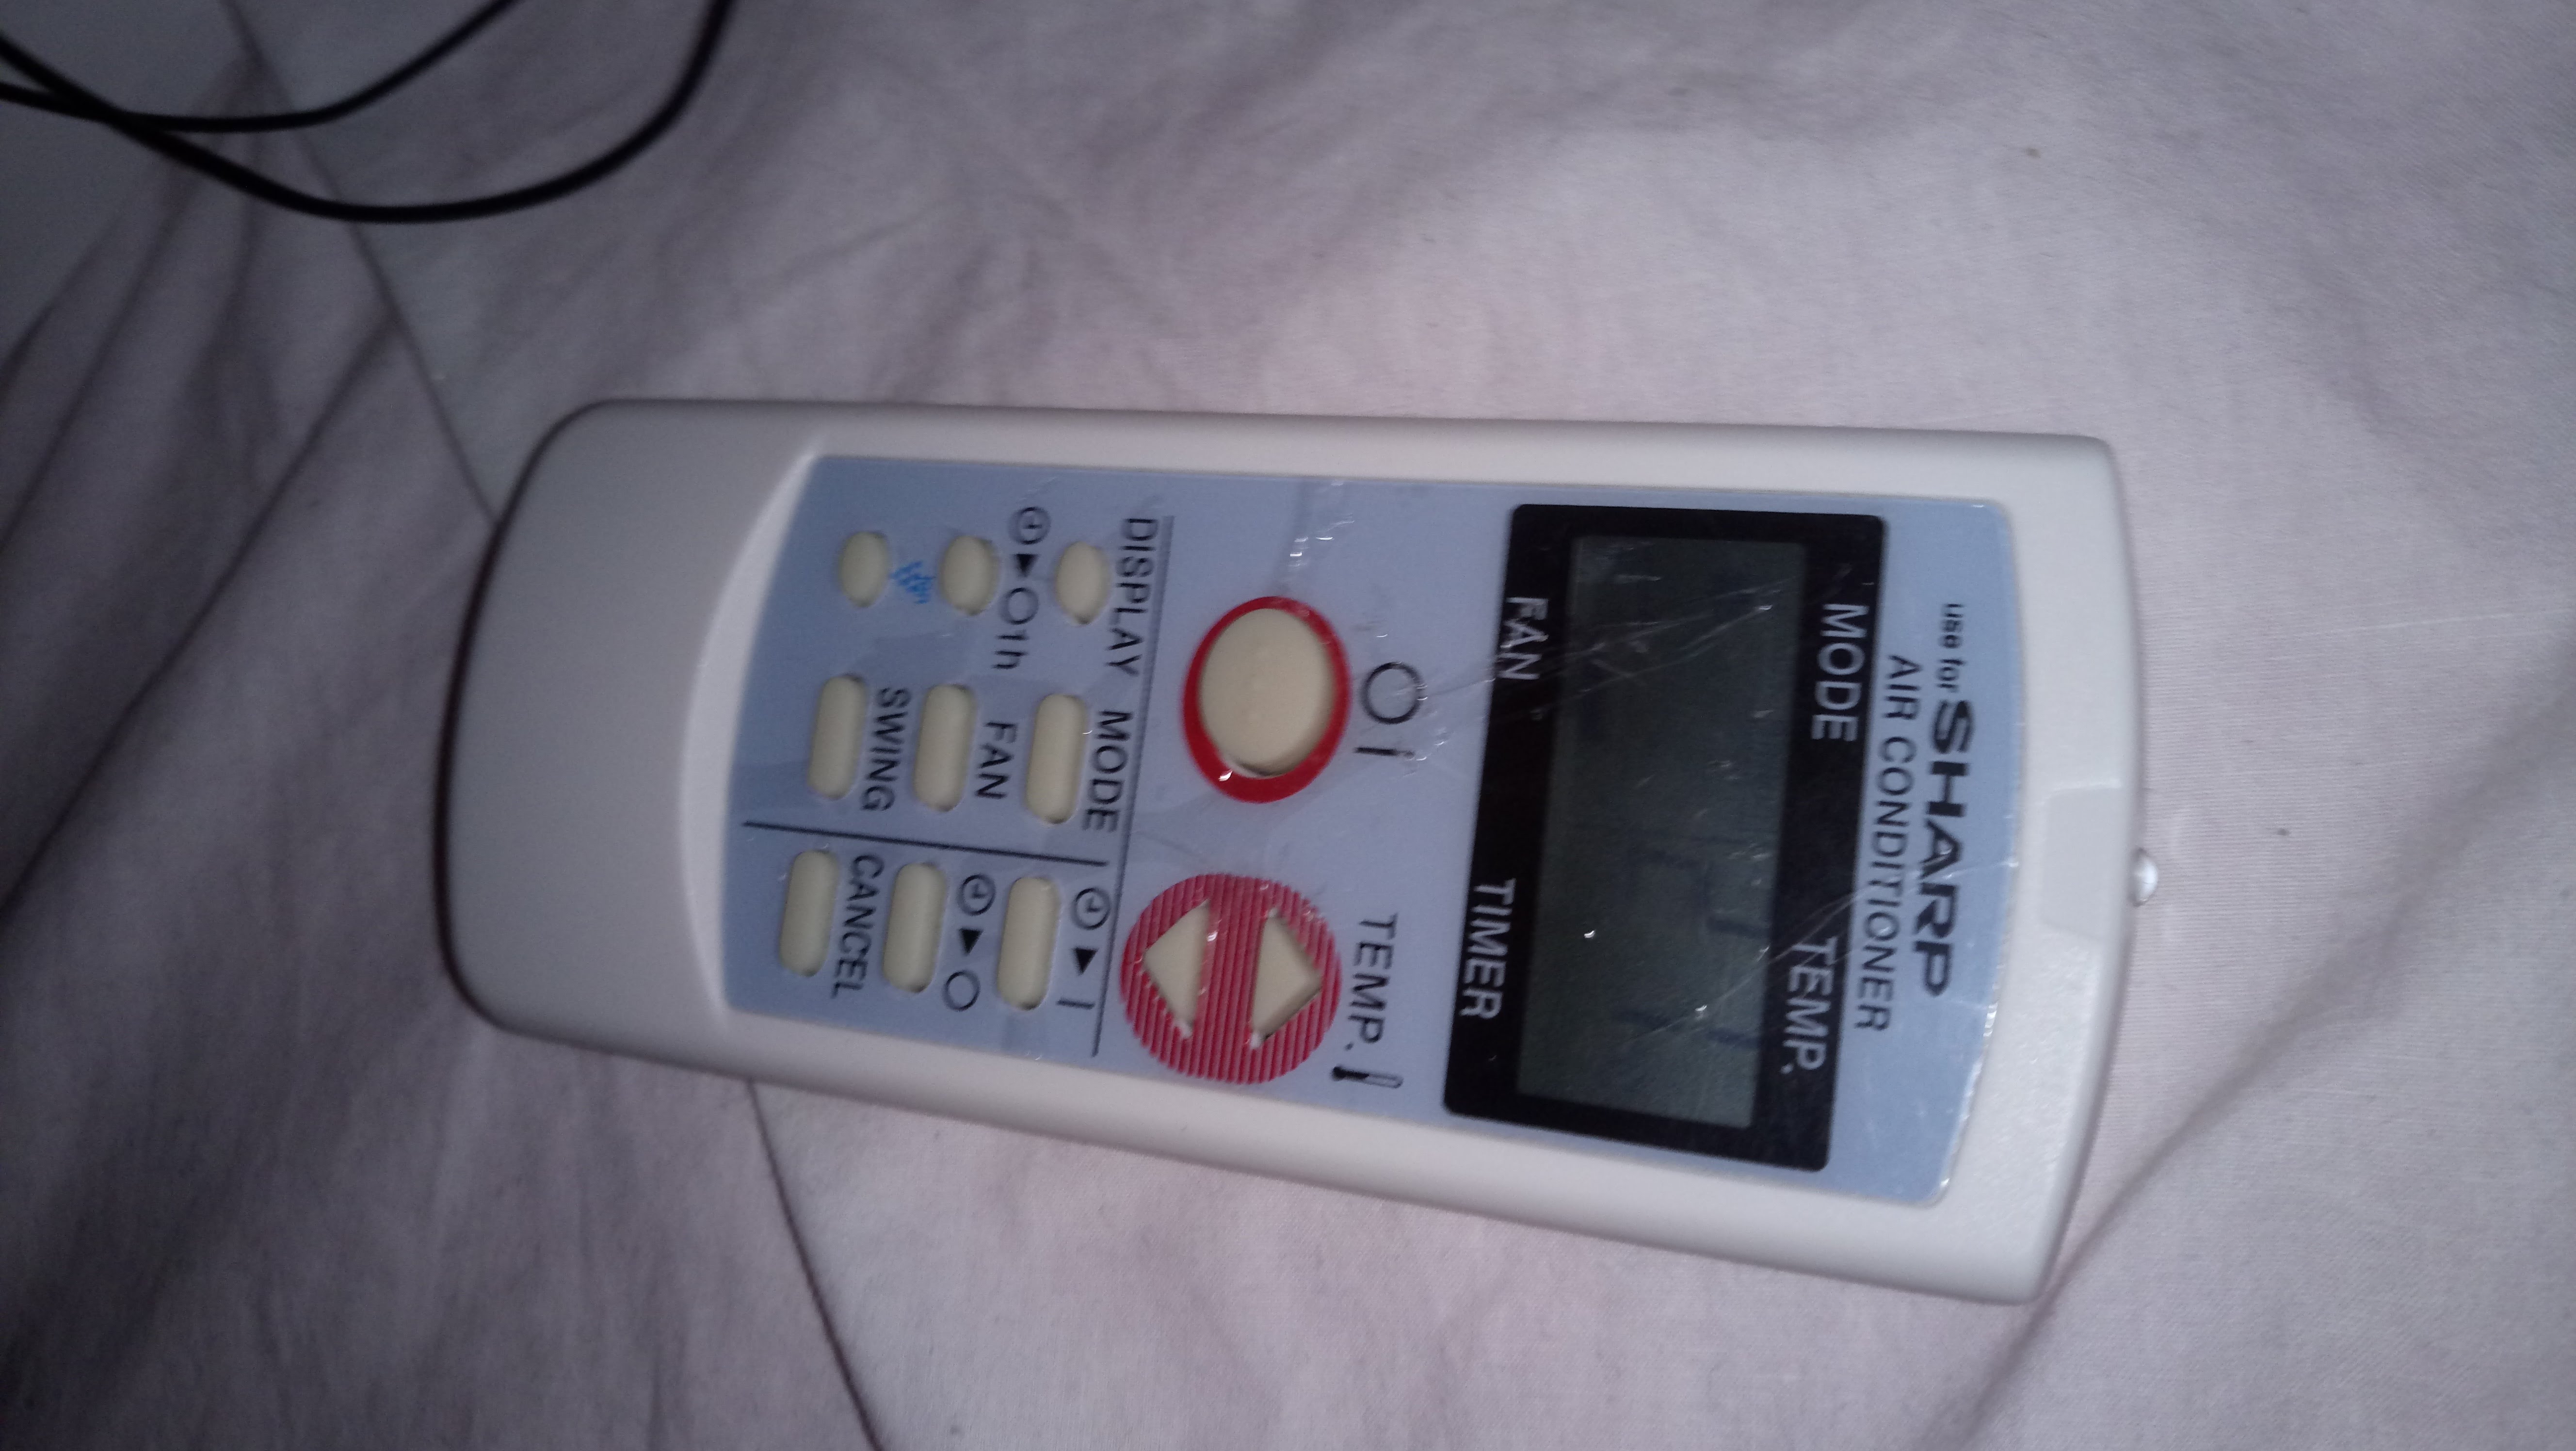 use for SHARP
AIR CONDITIONER
MODE TEMP.
FAN TIMER
TEMP.
DISPLAY MODE
1h FAN
SWING
CANCEL